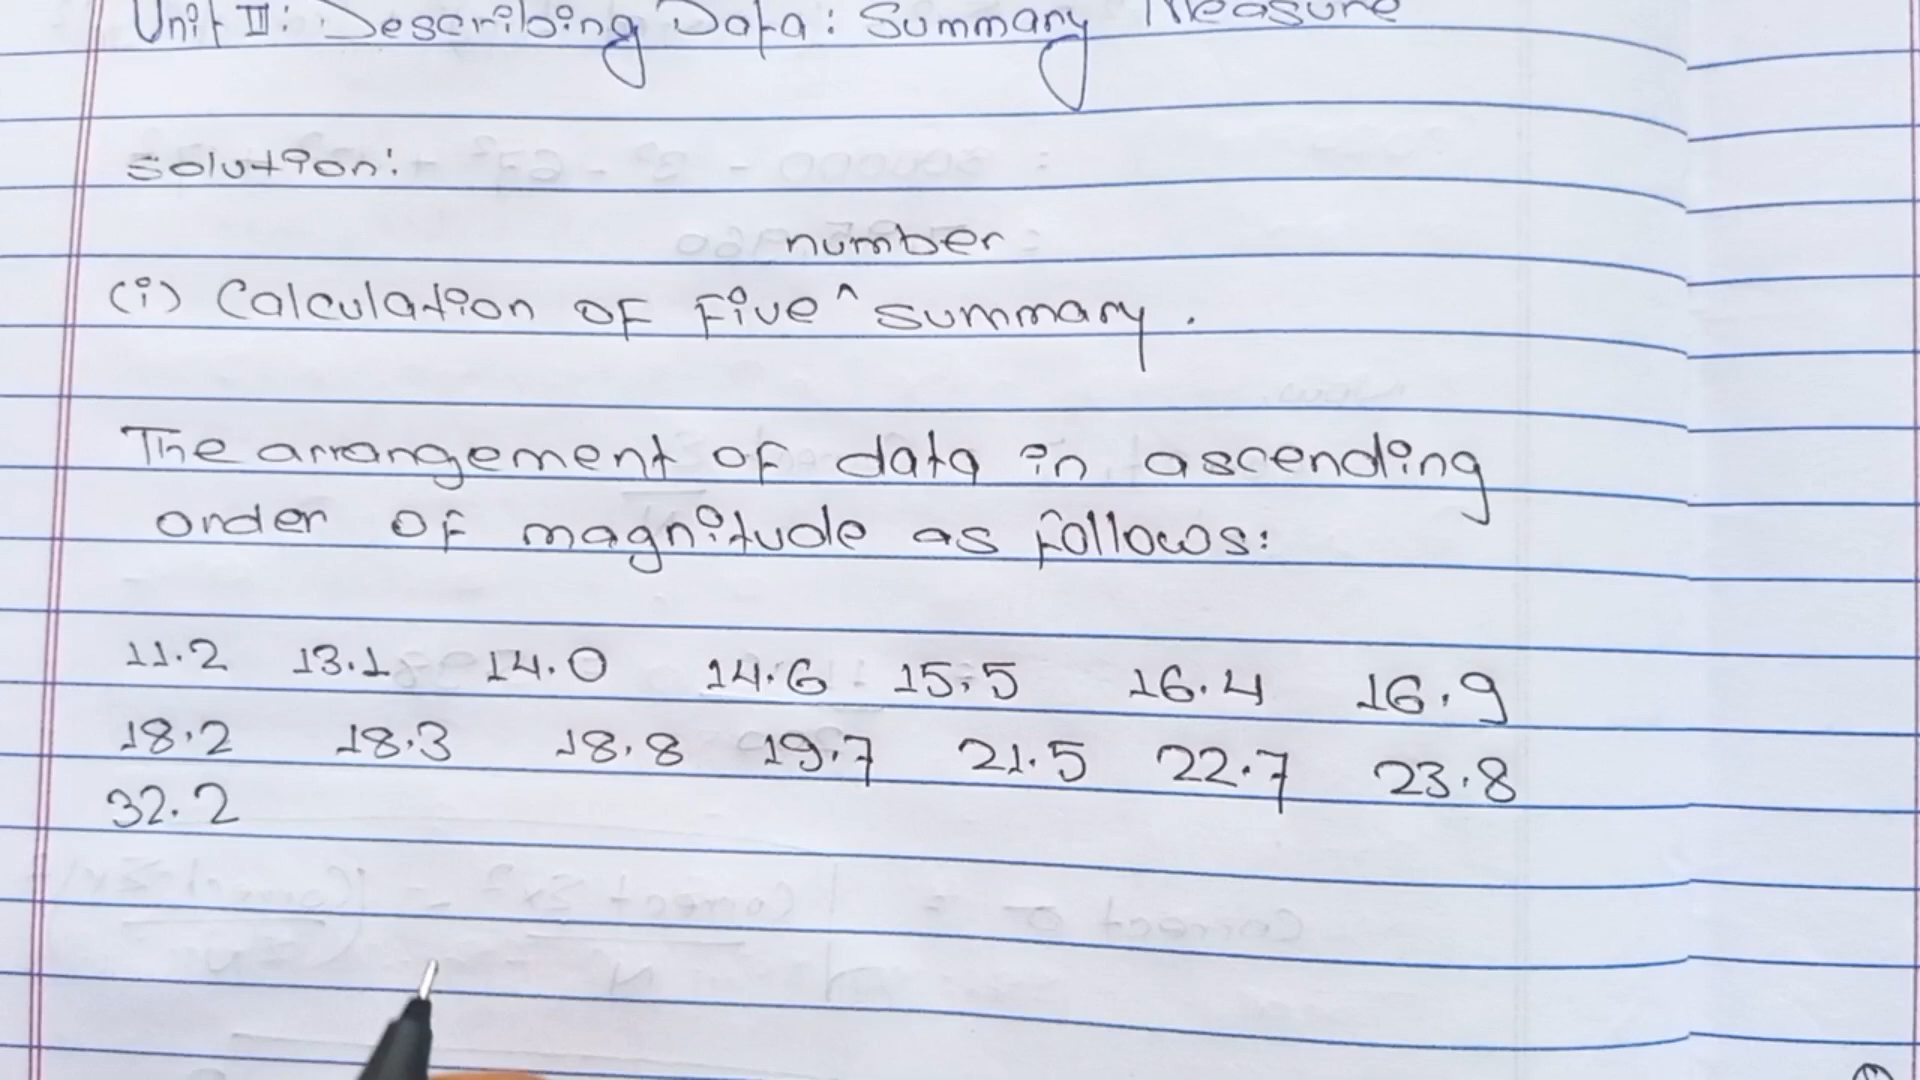 Unit II: Describing Data: Summary Measure
Solution:
number
(i) Calculation of Five ^ summary.
The arrangement of data in ascending
order of magnitude as follows:
11.2 13.1 14.0 14.6 15.5 16.4 16.9
18.2 18.3 18.8 19.7 21.5 22.7 23.8
32.2